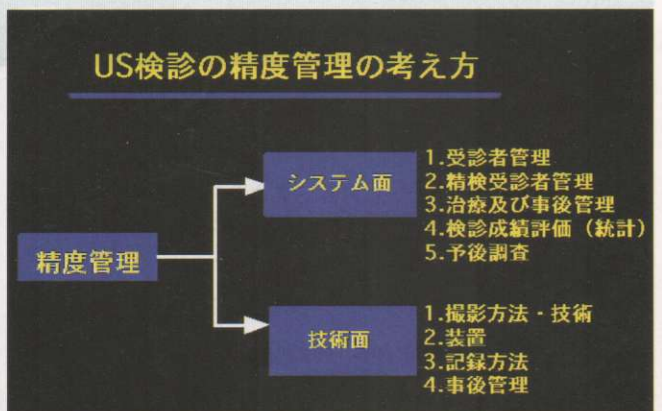 US検診の精度管理の考え方
精度管理
システム面
1.受診者管理
2.精検受診者管理
3.治療及び事後管理
4.検診成績評価（統計）
5.予後調査
技術面
1.撮影方法・技術
2.装置
3.記録方法
4.事後管理